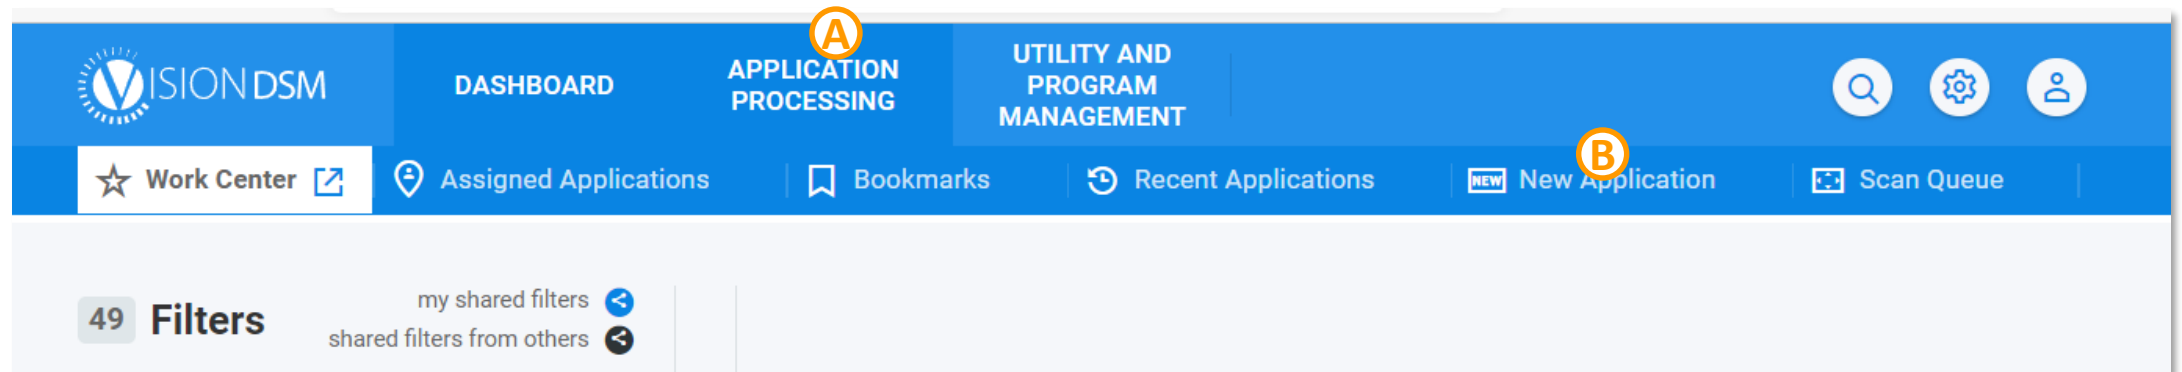 A
VISION DSM
DASHBOARD
APPLICATION
PROCESSING
UTILITY AND
PROGRAM
MANAGEMENT
B
Work Center
Assigned Applications
Bookmarks
Recent Applications
NEW New Application
Scan Queue
49 Filters
my shared filters
shared filters from others